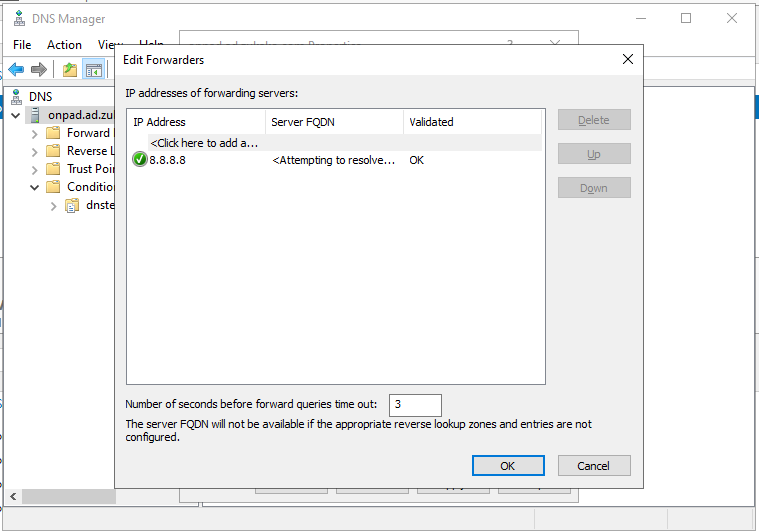 DNS Manager
File Action View Help
Edit Forwarders
IP addresses of forwarding servers:
DNS
onpad.ad.zul
Forward
Reverse L
Trust Poin
Condition
dnste
IP Address Server FQDN Validated
<Click here to add a...
8.8.8.8 <Attempting to resolve... OK
Delete
Up
Down
Number of seconds before forward queries time out: 3
The server FQDN will not be available if the appropriate reverse lookup zones and entries are not
configured.
OK Cancel